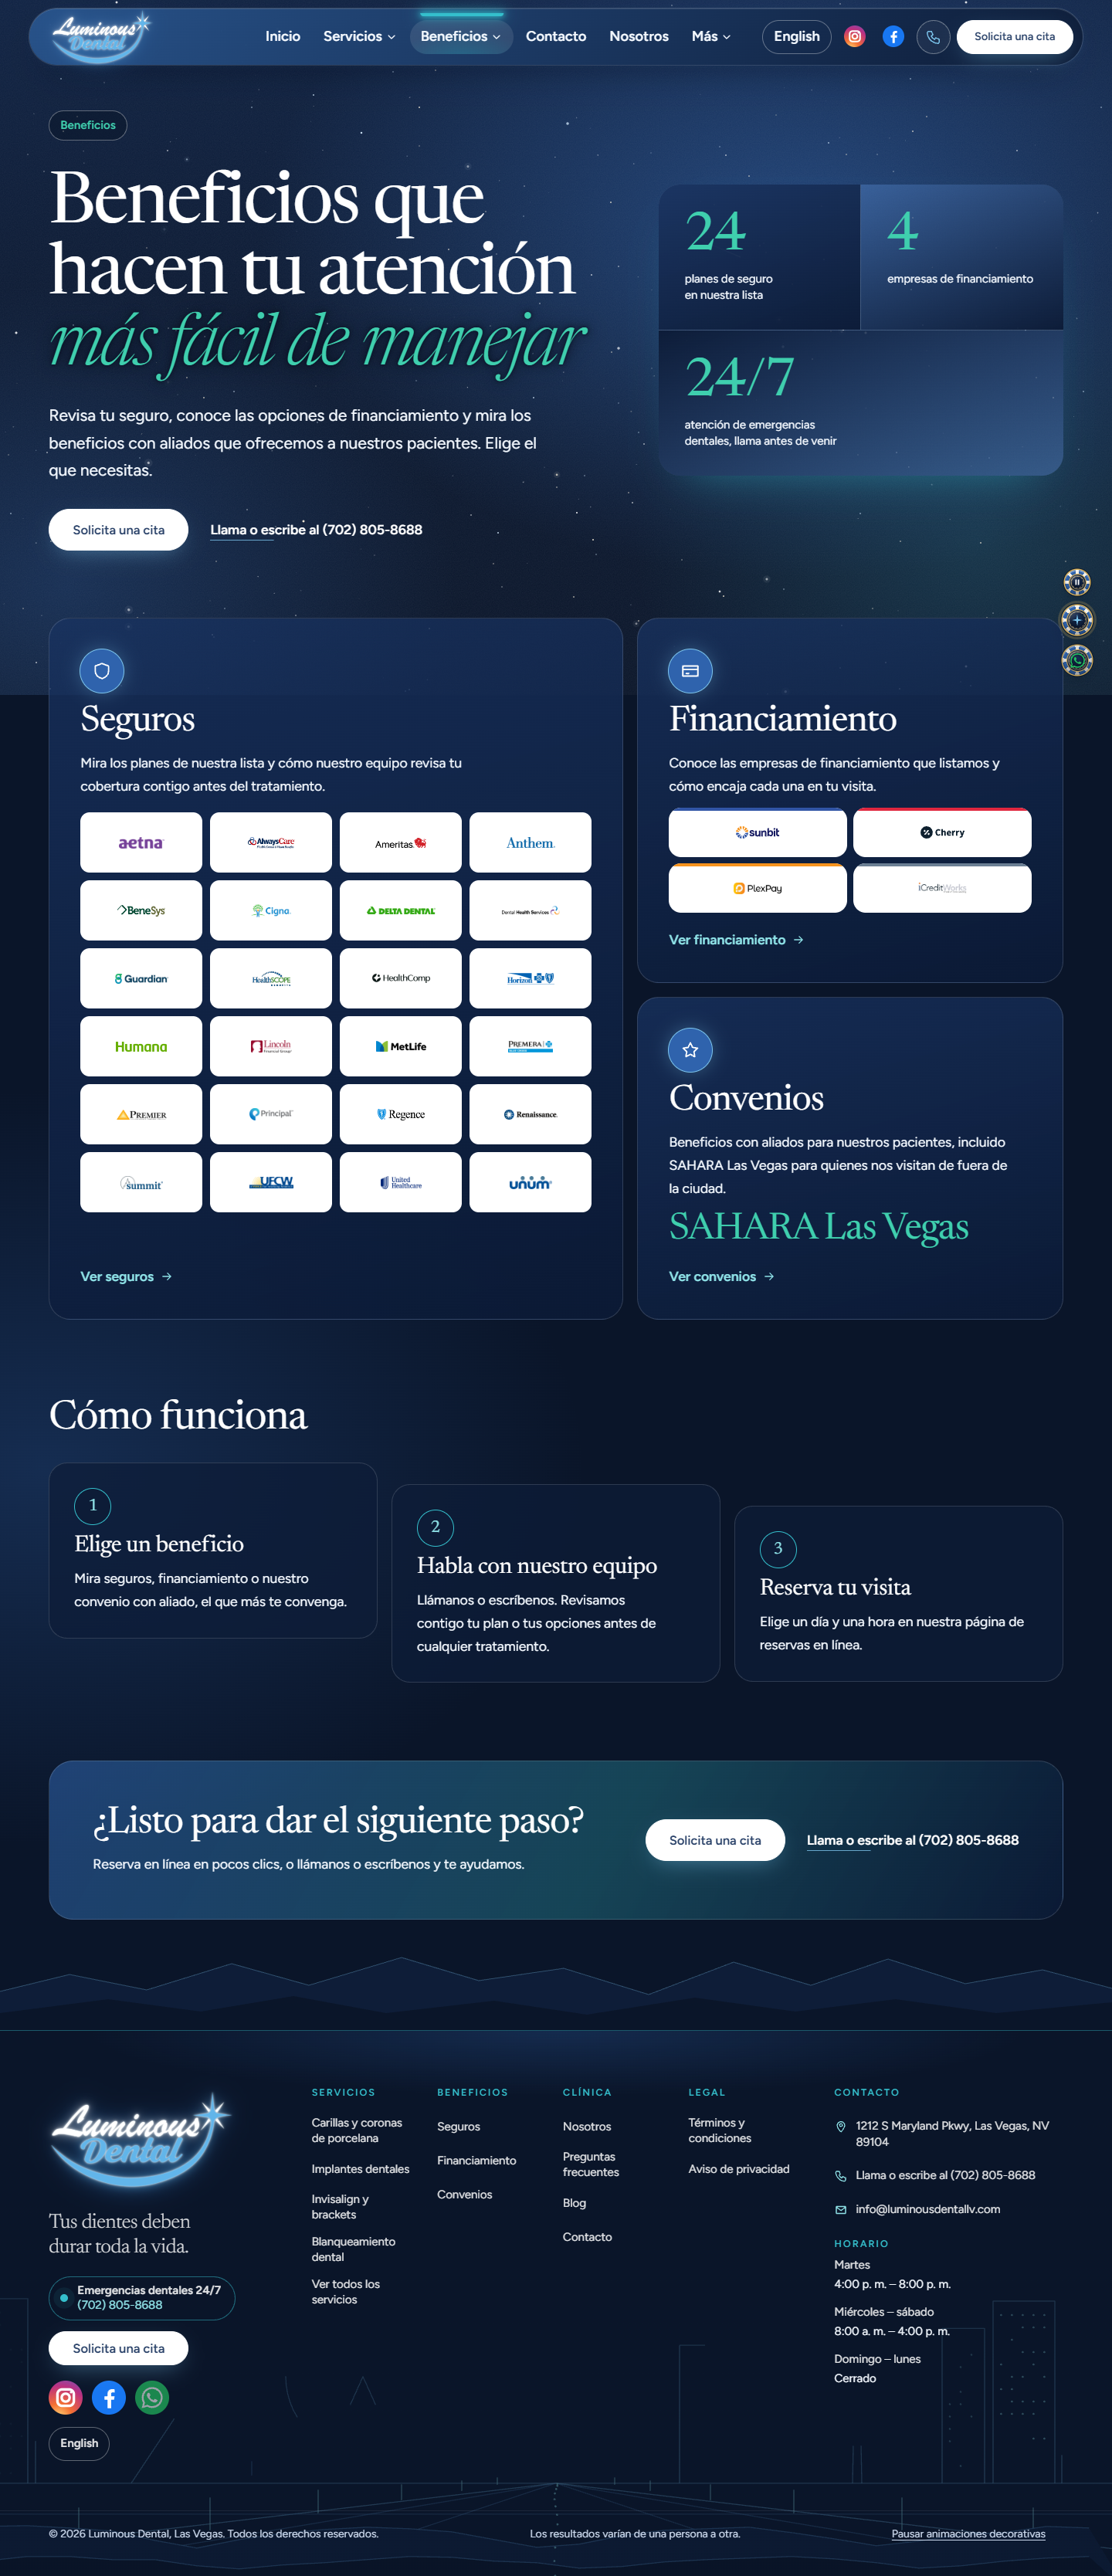 Luminous
Dental
Inicio
Servicios
Beneficios
Contacto
Nosotros
Más
English
Solicita una cita
Beneficios
Beneficios que
hacen tu atención
más fácil de manejar
Revisa tu seguro, conoce las opciones de financiamiento y mira los
beneficios con aliados que ofrecemos a nuestros pacientes. Elige el
que necesitas.
Solicita una cita
Llama o escribe al (702) 805-8688
24
planes de seguro
en nuestra lista
4
empresas de financiamiento
24/7
atención de emergencias
dentales, llama antes de venir
Seguros
Mira los planes de nuestra lista y cómo nuestro equipo revisa tu
cobertura contigo antes del tratamiento.
aetna
AlwaysCare
Ameritas
Anthem
BeneSys
Cigna
DELTA DENTAL
Dental Health Services
Guardian
HealthSCOPE
BENEFITS
HealthComp
Horizon
Humana
Lincoln
Financial Group
MetLife
PREMERA
PREMIER
Principal
Regence
Renaissance
summit
UFCW
United
Healthcare
unum
Ver seguros
Financiamiento
Conoce las empresas de financiamiento que listamos y
cómo encaja cada una en tu visita.
sunbit
Cherry
PlexPay
iCreditWorks
Ver financiamiento
Convenios
Beneficios con aliados para nuestros pacientes, incluido
SAHARA Las Vegas para quienes nos visitan de fuera de
la ciudad.
SAHARA Las Vegas
Ver convenios
Cómo funciona
1
Elige un beneficio
Mira seguros, financiamiento o nuestro
convenio con aliado, el que más te convenga.
2
Habla con nuestro equipo
Llámanos o escríbenos. Revisamos
contigo tu plan o tus opciones antes de
cualquier tratamiento.
3
Reserva tu visita
Elige un día y una hora en nuestra página de
reservas en línea.
¿Listo para dar el siguiente paso?
Reserva en línea en pocos clics, o llámanos o escríbenos y te ayudamos.
Solicita una cita
Llama o escribe al (702) 805-8688
Luminous
Dental
Tus dientes deben
durar toda la vida.
Emergencias dentales 24/7
(702) 805-8688
Solicita una cita
English
SERVICIOS
Carillas y coronas
de porcelana
Implantes dentales
Invisalign y
brackets
Blanqueamiento
dental
Ver todos los
servicios
BENEFICIOS
Seguros
Financiamiento
Convenios
CLÍNICA
Nosotros
Preguntas
frecuentes
Blog
Contacto
LEGAL
Términos y
condiciones
Aviso de privacidad
CONTACTO
1212 S Maryland Pkwy, Las Vegas, NV
89104
Llama o escribe al (702) 805-8688
info@luminousdentallv.com
HORARIO
Martes
4:00 p. m. – 8:00 p. m.
Miércoles – sábado
8:00 a. m. – 4:00 p. m.
Domingo – lunes
Cerrado
© 2026 Luminous Dental, Las Vegas. Todos los derechos reservados.
Los resultados varían de una persona a otra.
Pausar animaciones decorativas